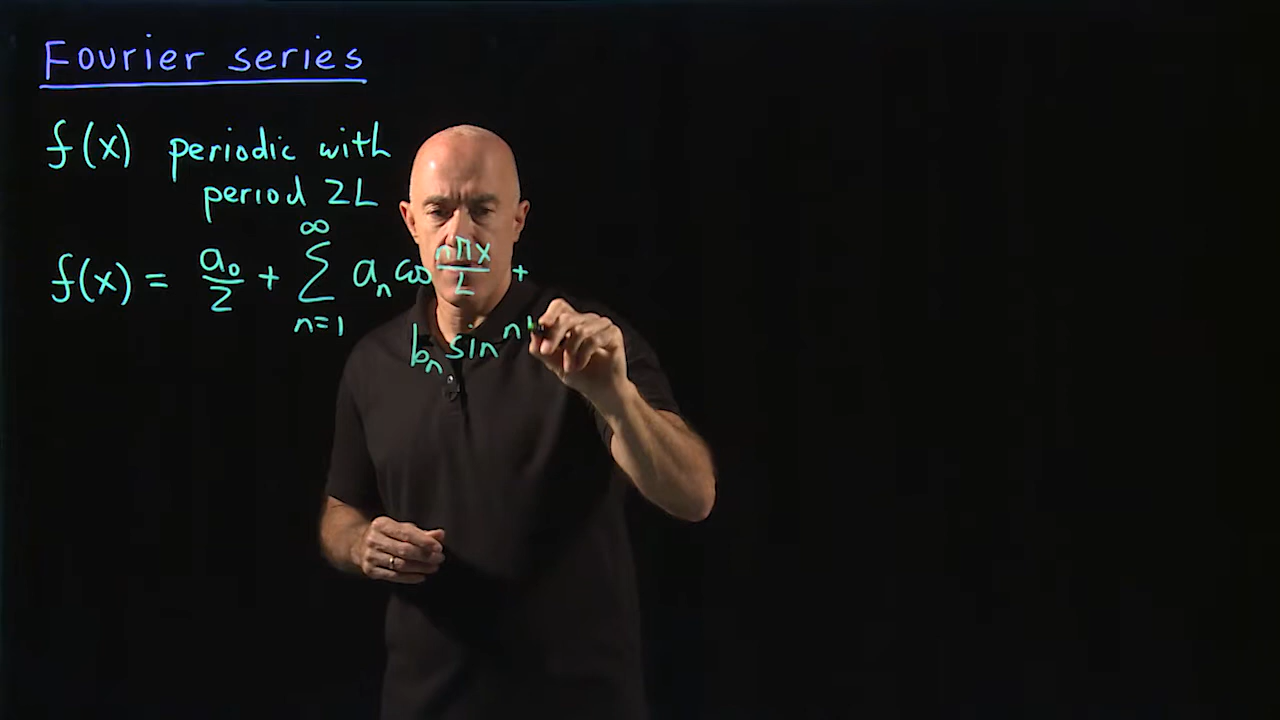 Fourier series
f(x) periodic with
period 2L
f(x) = a₀/2 + ∑_{n=1}^{∞} aₙ cos nπx/L +
bₙ sin n